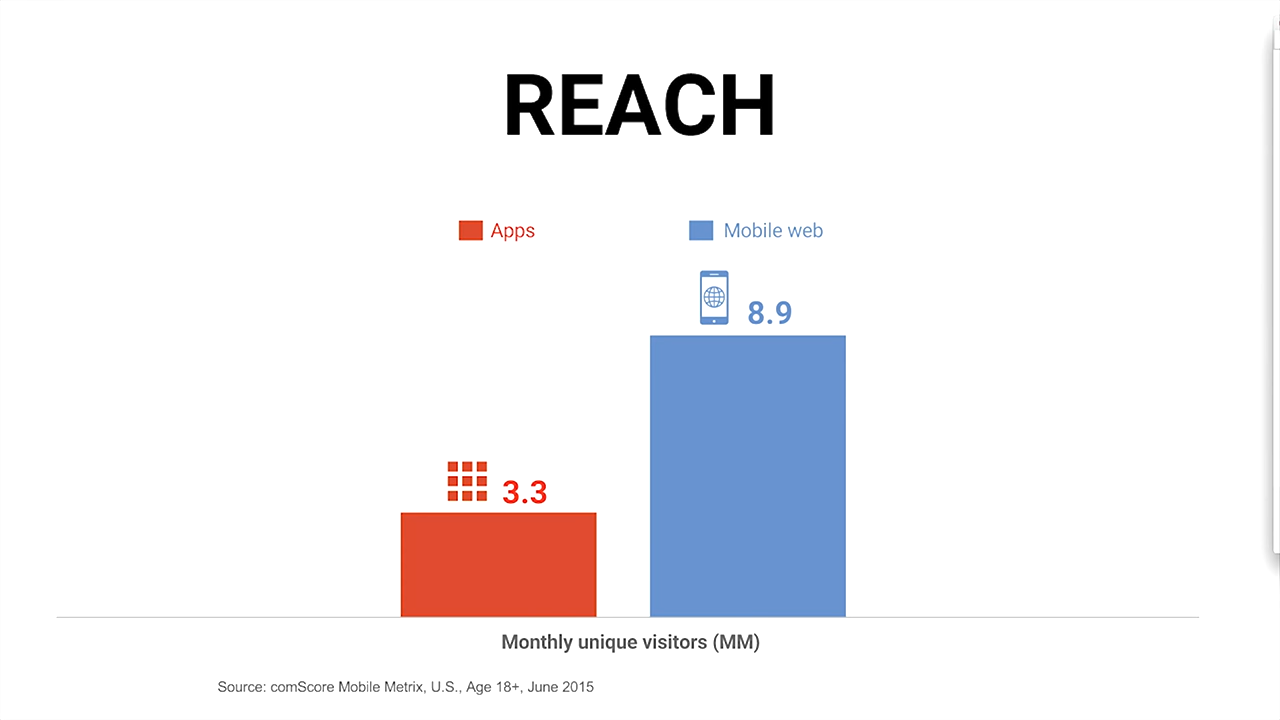 REACH
Apps
Mobile web
8.9
3.3
Monthly unique visitors (MM)
Source: comScore Mobile Metrix, U.S., Age 18+, June 2015